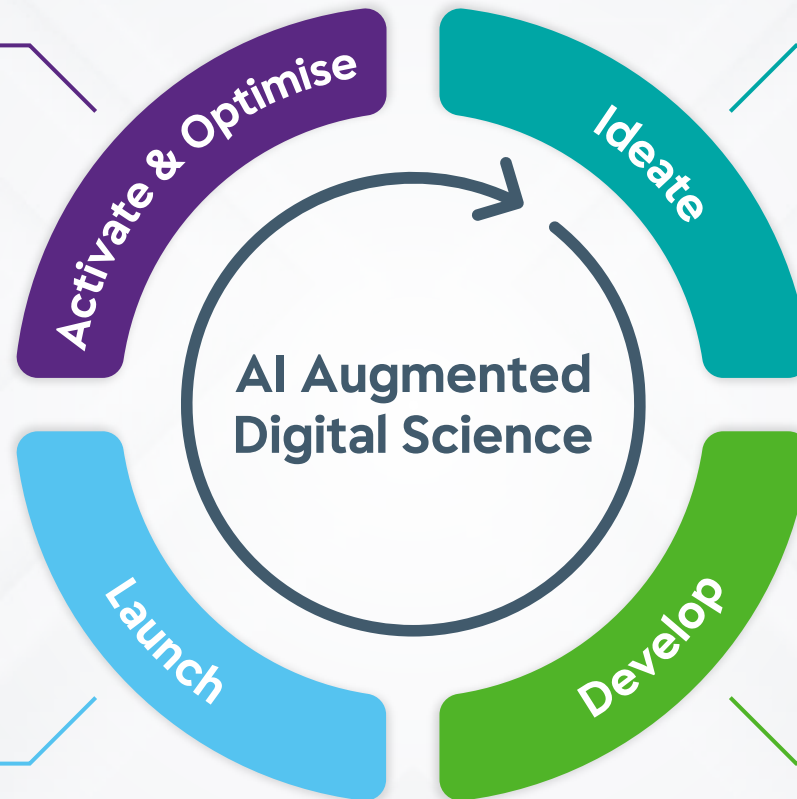 Activate & Optimise
Ideate
AI Augmented
Digital Science
Launch
Develop